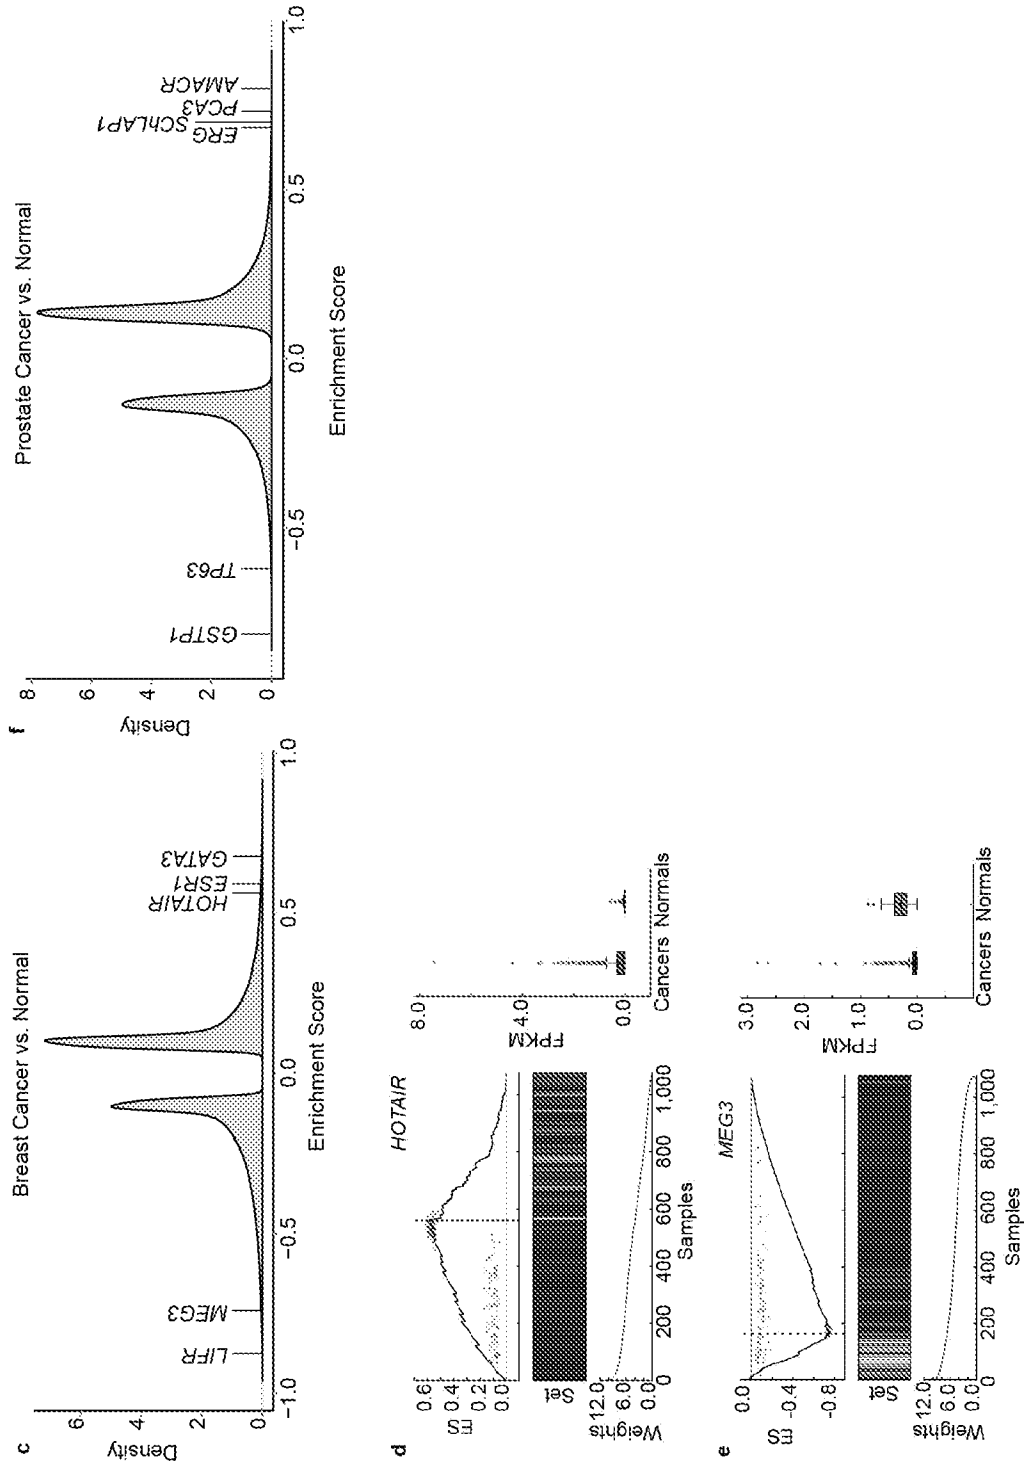 c
Breast Cancer vs. Normal
Density
6
4
2
0
LIFR
MEG3
HOTAIR
ESR1
GATA3
−1.0
−0.5
0.0
0.5
1.0
Enrichment Score
f
Prostate Cancer vs. Normal
Density
8
6
4
2
0
GSTP1
TP63
ERG
SChLAP1
PCA3
AMACR
−0.5
0.0
0.5
1.0
Enrichment Score
d
HOTAIR
ES
0.6
0.4
0.2
0.0
Set
Weights
12.0
6.0
0.0
0 200 400 600 800 1,000
Samples
FPKM
8.0
4.0
0.0
Cancers Normals
e
MEG3
ES
0.0
−0.4
−0.8
Set
Weights
12.0
6.0
0.0
0 200 400 600 800 1,000
Samples
FPKM
3.0
2.0
1.0
0.0
Cancers Normals